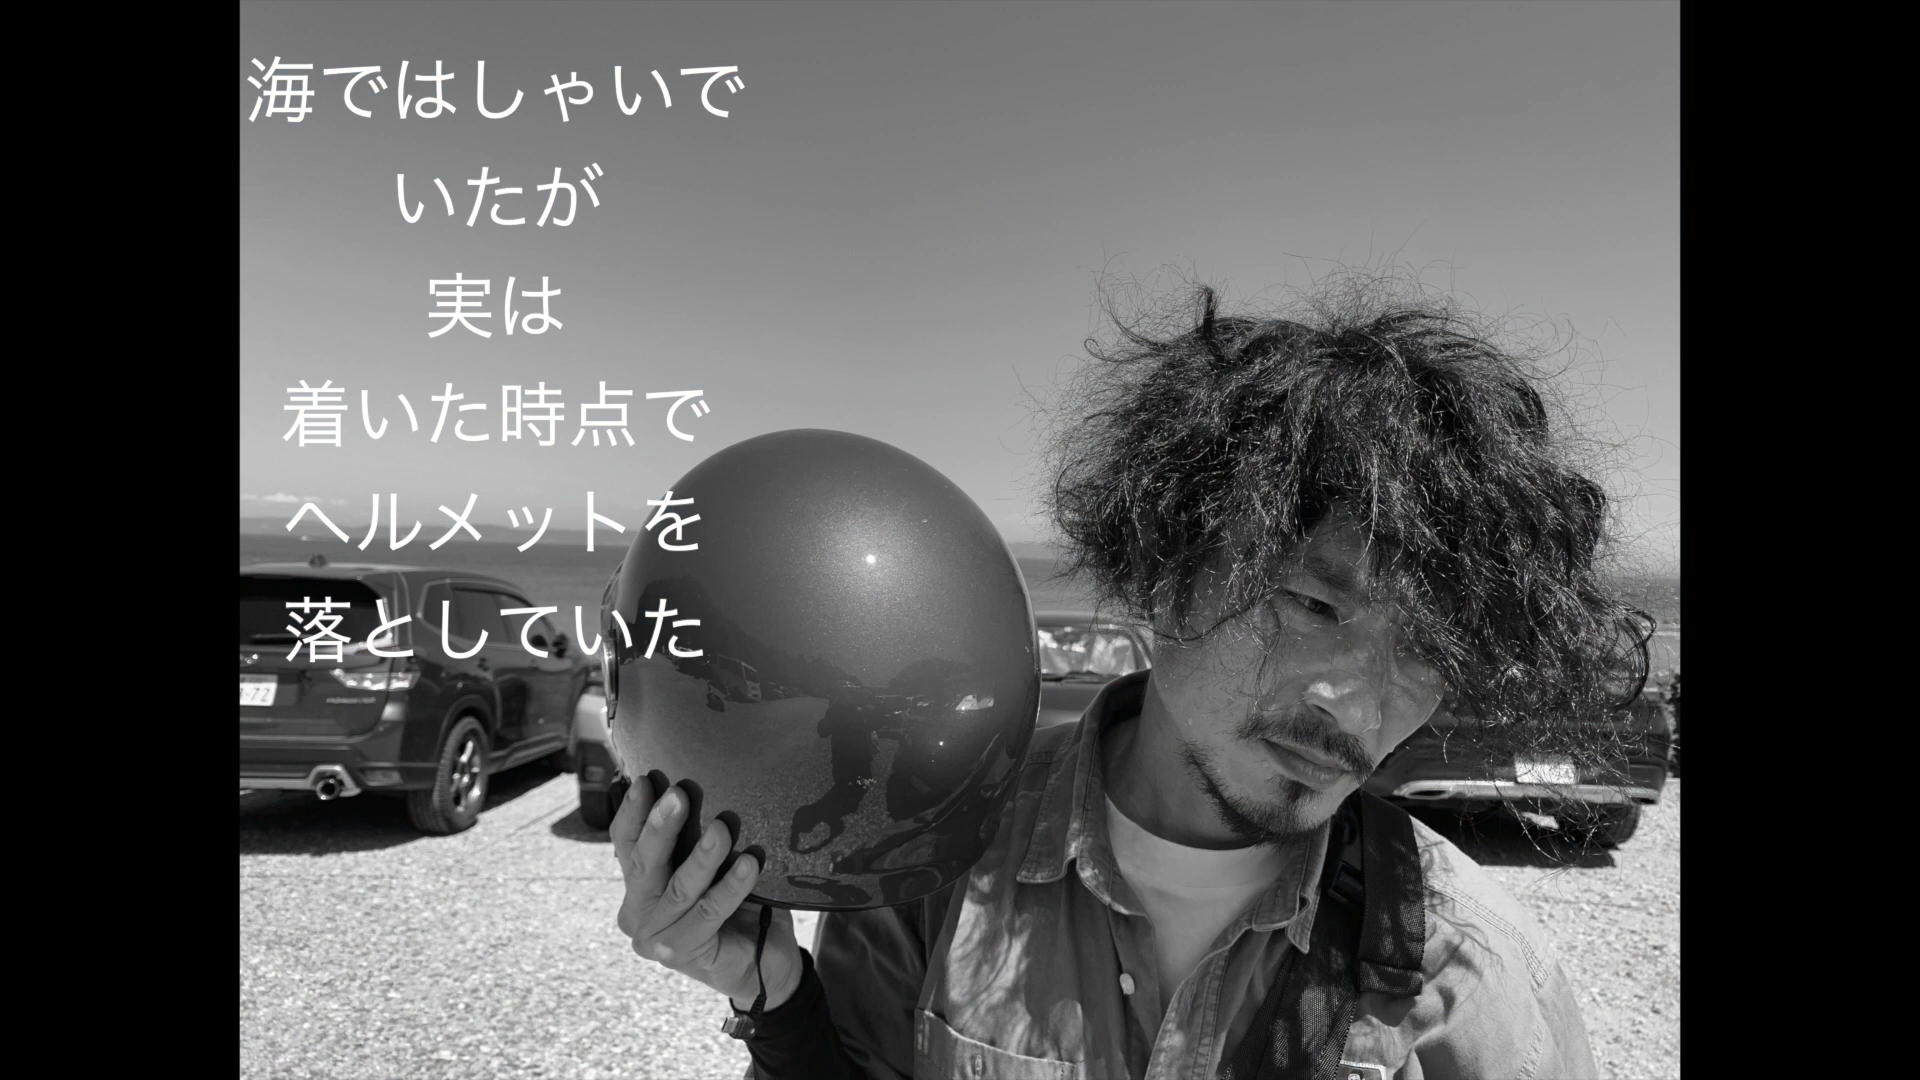 海ではしゃいで
いたが
実は
着いた時点で
ヘルメットを
落としていた